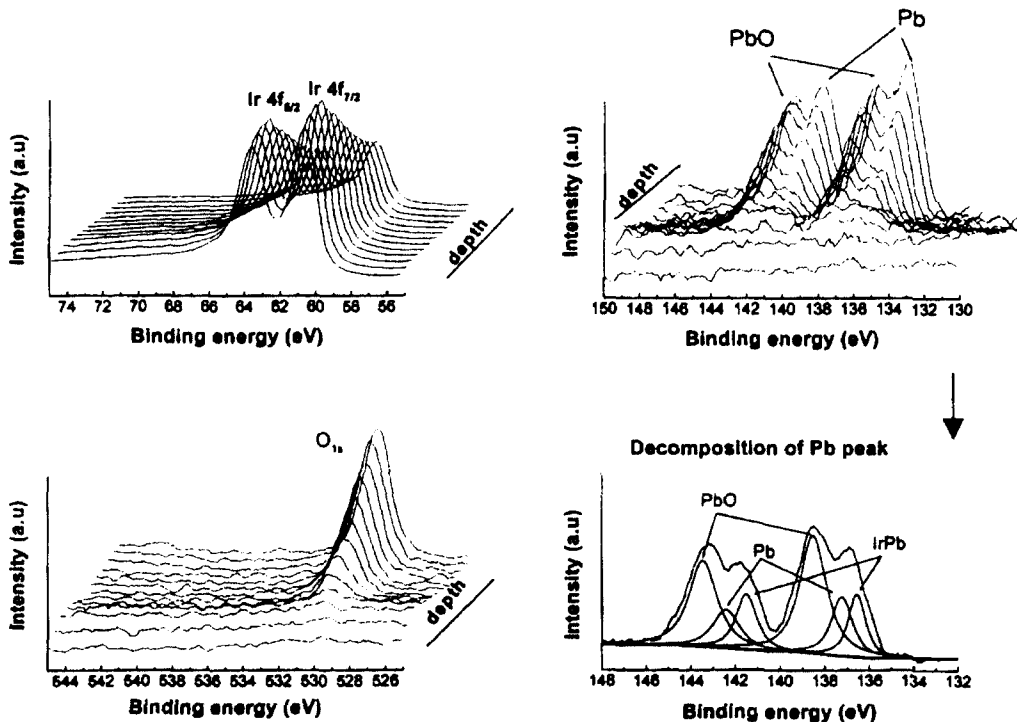 Ir 4f5/2
Ir 4f7/2
Intensity (a.u)
depth
74 72 70 68 66 64 62 60 58 56
Binding energy (eV)
Pb
PbO
depth
Intensity (a.u)
150 148 146 144 142 140 138 136 134 132 130
Binding energy (eV)
O1s
Intensity (a.u)
depth
544 542 540 538 536 534 532 530 528 526
Binding energy (eV)
Decomposition of Pb peak
PbO
Pb
IrPb
Intensity (a.u)
148 146 144 142 140 138 136 134 132
Binding energy (eV)